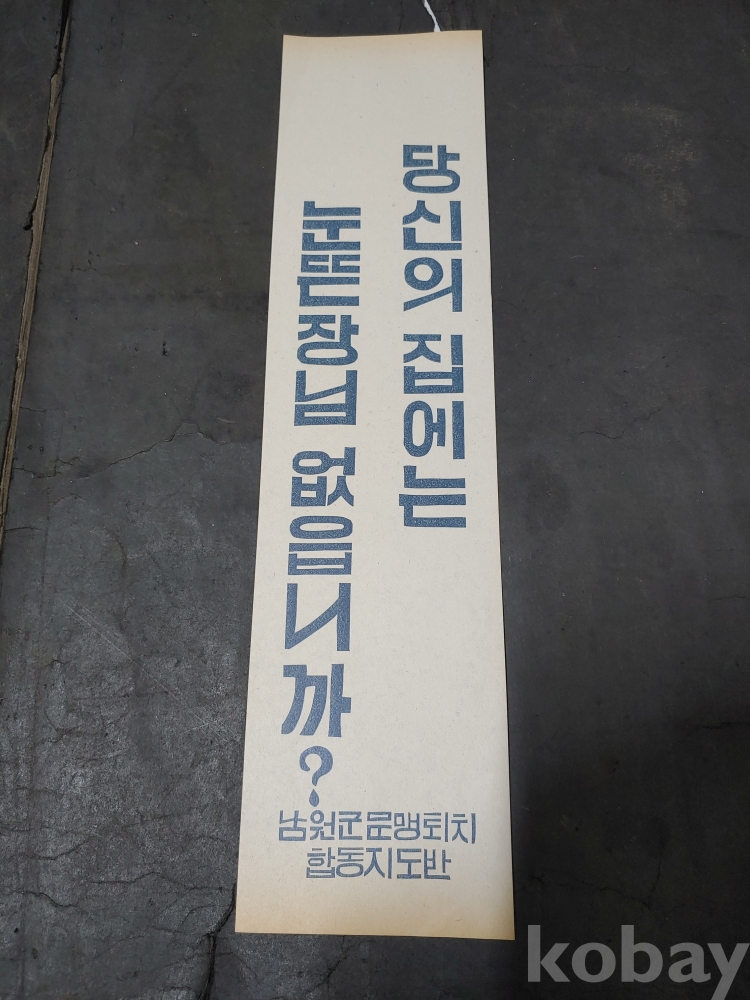 당신의 집에는
눈뜬장님 없읍니까?
남원군문맹퇴치
합동지도반
kobay